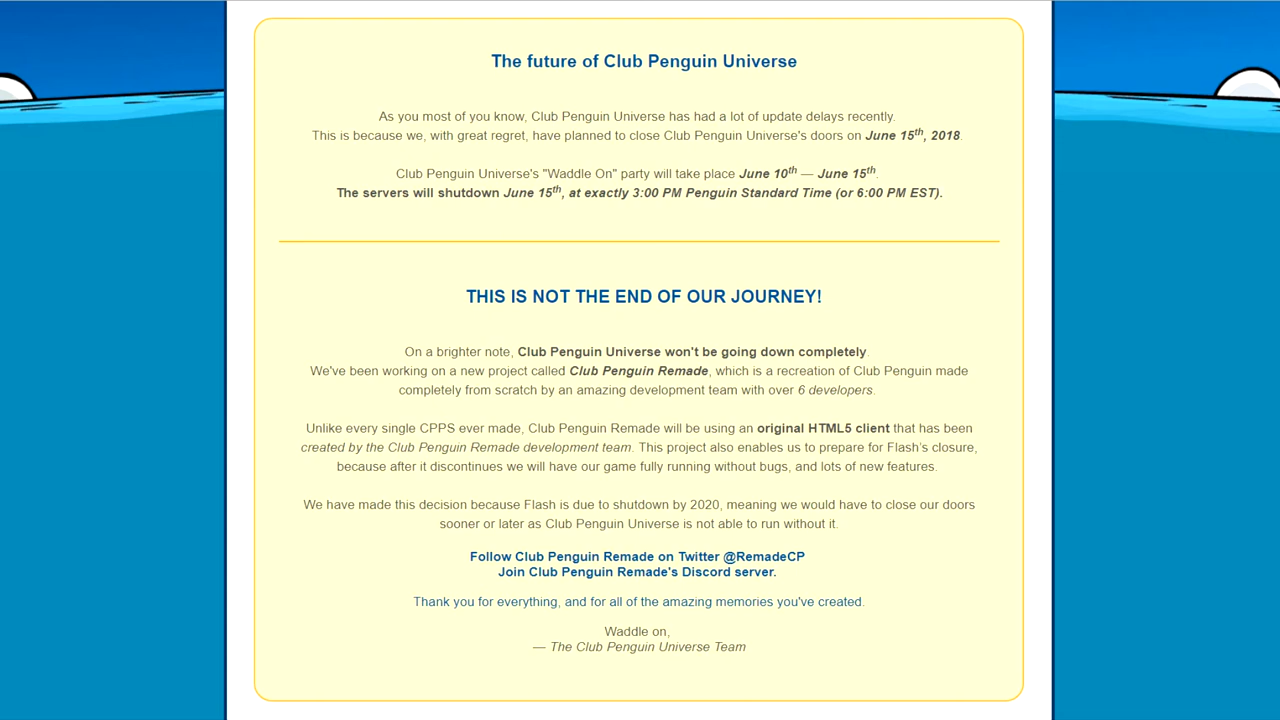 The future of Club Penguin Universe
As you most of you know, Club Penguin Universe has had a lot of update delays recently.
This is because we, with great regret, have planned to close Club Penguin Universe's doors on June 15th, 2018.
Club Penguin Universe's "Waddle On" party will take place June 10th — June 15th.
The servers will shutdown June 15th, at exactly 3:00 PM Penguin Standard Time (or 6:00 PM EST).
THIS IS NOT THE END OF OUR JOURNEY!
On a brighter note, Club Penguin Universe won't be going down completely.
We've been working on a new project called Club Penguin Remade, which is a recreation of Club Penguin made
completely from scratch by an amazing development team with over 6 developers.
Unlike every single CPPS ever made, Club Penguin Remade will be using an original HTML5 client that has been
created by the Club Penguin Remade development team. This project also enables us to prepare for Flash's closure,
because after it discontinues we will have our game fully running without bugs, and lots of new features.
We have made this decision because Flash is due to shutdown by 2020, meaning we would have to close our doors
sooner or later as Club Penguin Universe is not able to run without it.
Follow Club Penguin Remade on Twitter @RemadeCP
Join Club Penguin Remade's Discord server.
Thank you for everything, and for all of the amazing memories you've created.
Waddle on,
— The Club Penguin Universe Team